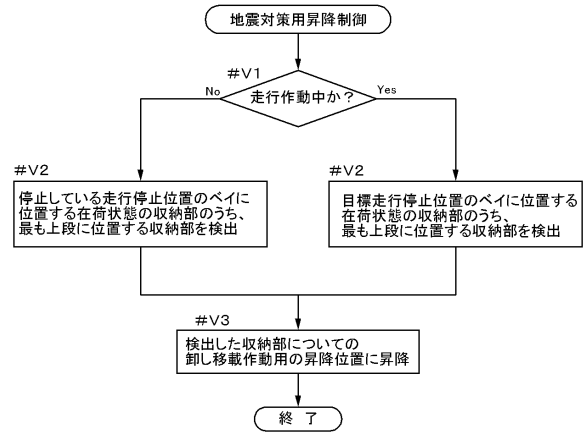 地震対策用昇降制御
#V1
走行作動中か?
No
Yes
#V2
停止している走行停止位置のベイに
位置する在荷状態の収納部のうち、
最も上段に位置する収納部を検出
#V2
目標走行停止位置のベイに位置する
在荷状態の収納部のうち、
最も上段に位置する収納部を検出
#V3
検出した収納部についての
卸し移載作動用の昇降位置に昇降
終 了